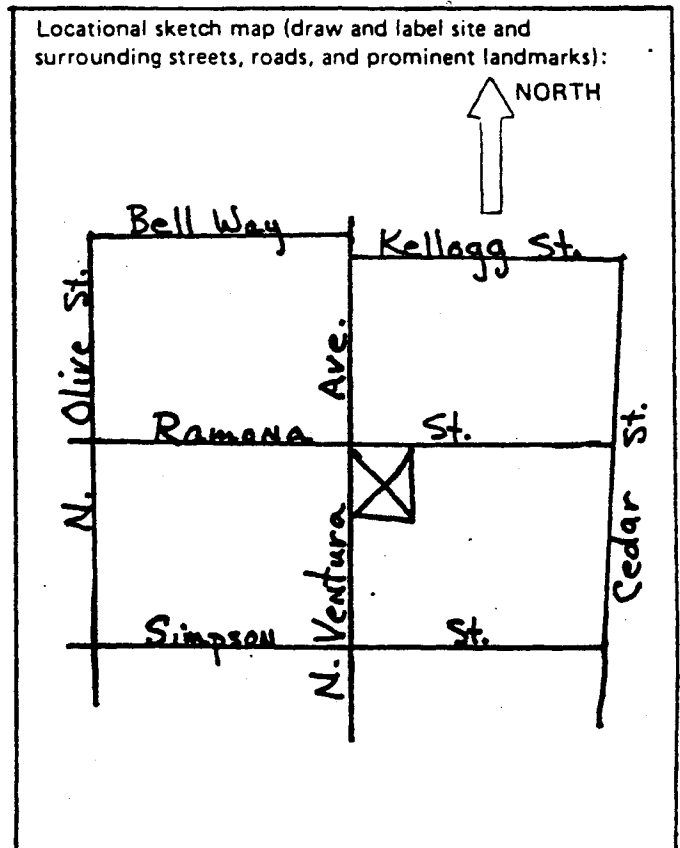 Locational sketch map (draw and label site and
surrounding streets, roads, and prominent landmarks):
NORTH
Bell Way
Kellogg St.
N. Olive St.
N. Ventura Ave.
Cedar St.
Ramona St.
Simpson St.